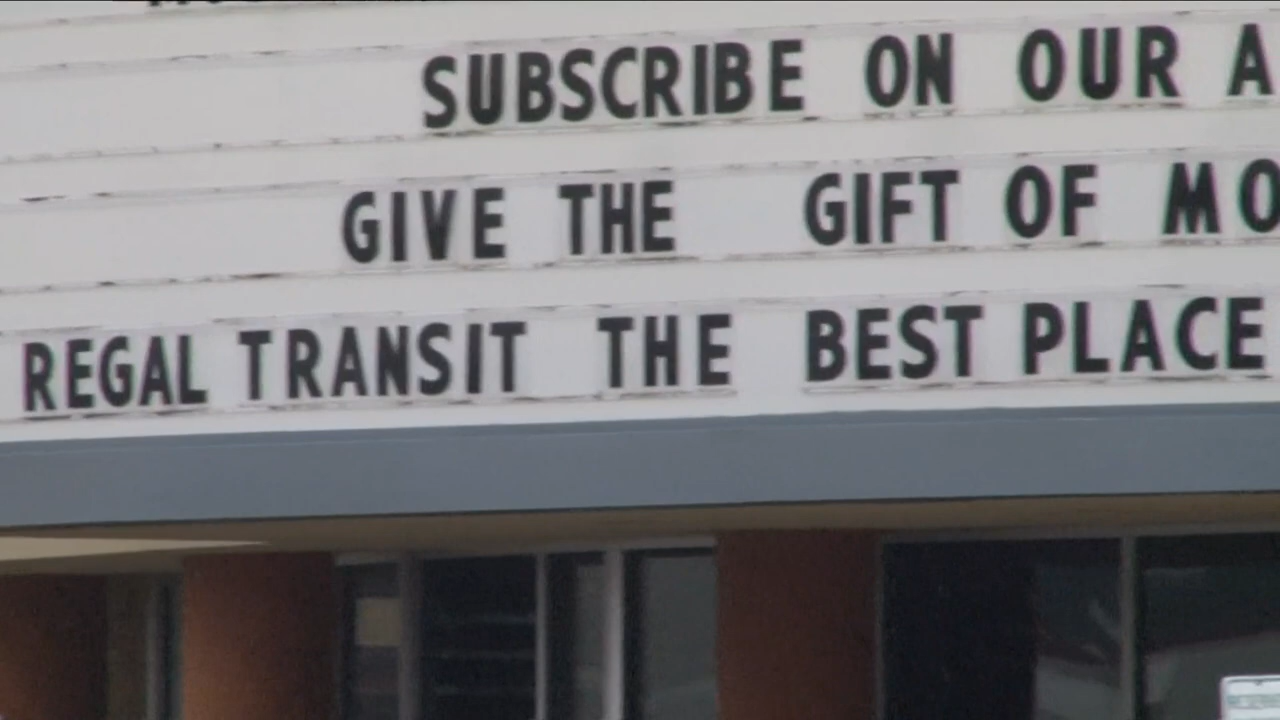 SUBSCRIBE ON OUR A
GIVE THE GIFT OF MO
REGAL TRANSIT THE BEST PLACE